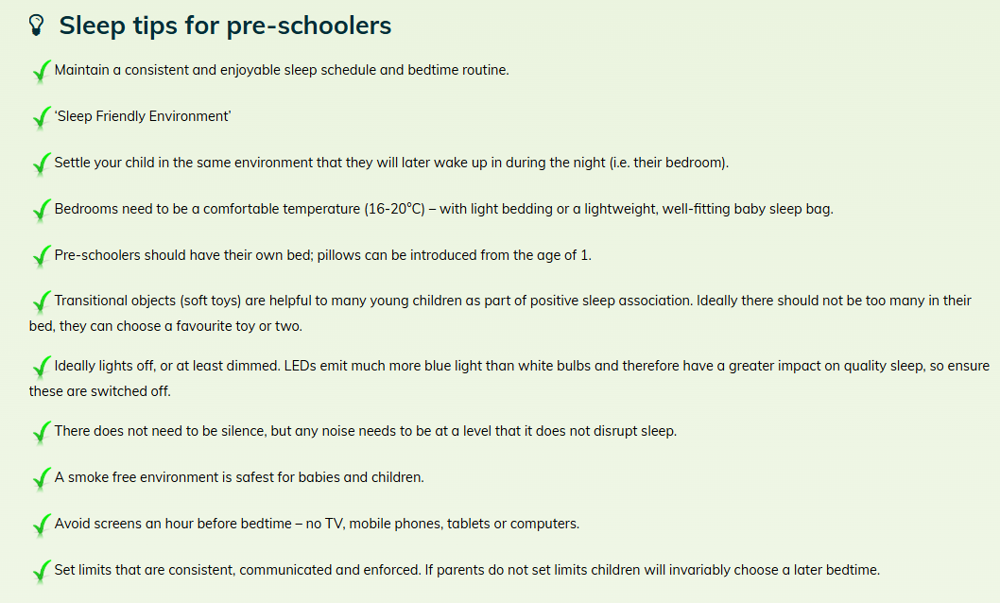 Sleep tips for pre-schoolers
Maintain a consistent and enjoyable sleep schedule and bedtime routine.
‘Sleep Friendly Environment’
Settle your child in the same environment that they will later wake up in during the night (i.e. their bedroom).
Bedrooms need to be a comfortable temperature (16-20°C) – with light bedding or a lightweight, well-fitting baby sleep bag.
Pre-schoolers should have their own bed; pillows can be introduced from the age of 1.
Transitional objects (soft toys) are helpful to many young children as part of positive sleep association. Ideally there should not be too many in their
bed, they can choose a favourite toy or two.
Ideally lights off, or at least dimmed. LEDs emit much more blue light than white bulbs and therefore have a greater impact on quality sleep, so ensure
these are switched off.
There does not need to be silence, but any noise needs to be at a level that it does not disrupt sleep.
A smoke free environment is safest for babies and children.
Avoid screens an hour before bedtime – no TV, mobile phones, tablets or computers.
Set limits that are consistent, communicated and enforced. If parents do not set limits children will invariably choose a later bedtime.